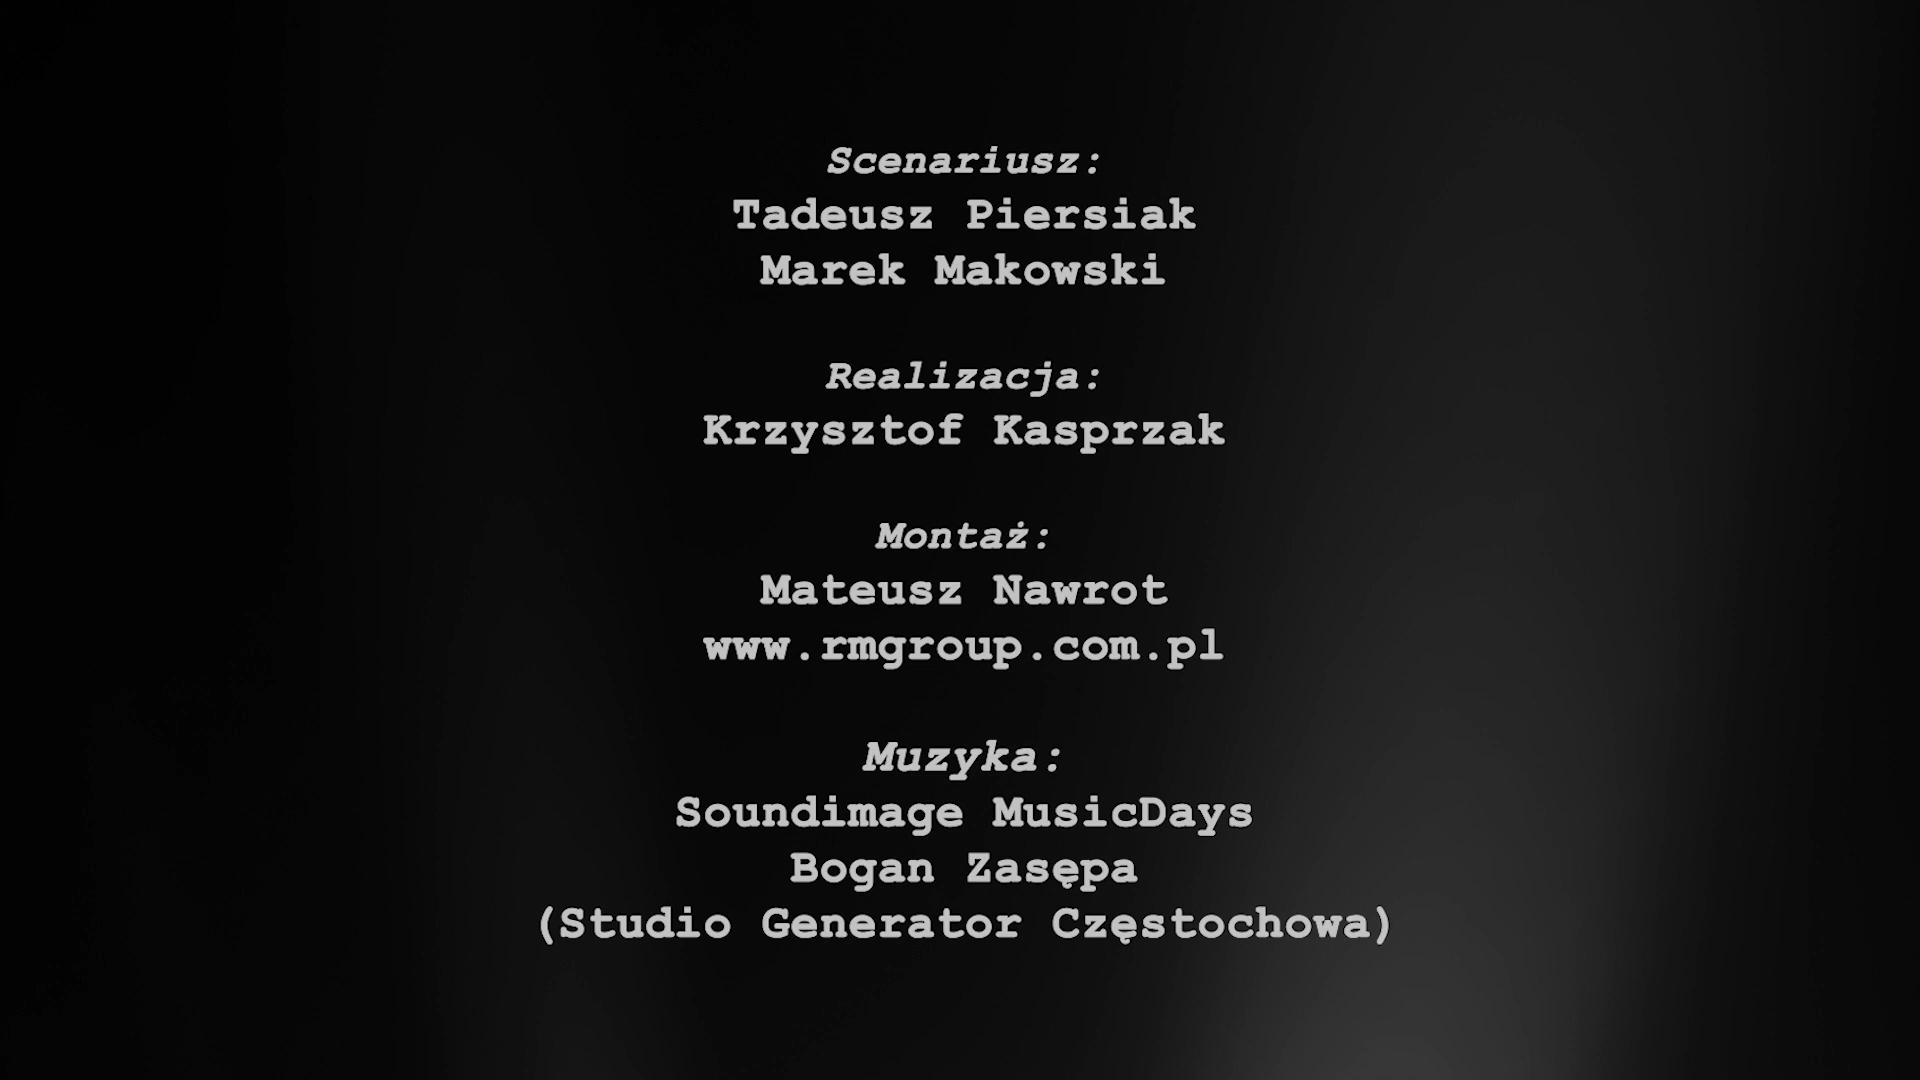 Scenariusz:
Tadeusz Piersiak
Marek Makowski
Realizacja:
Krzysztof Kasprzak
Montaż:
Mateusz Nawrot
www.rmgroup.com.pl
Muzyka:
Soundimage MusicDays
Bogan Zasępa
(Studio Generator Częstochowa)